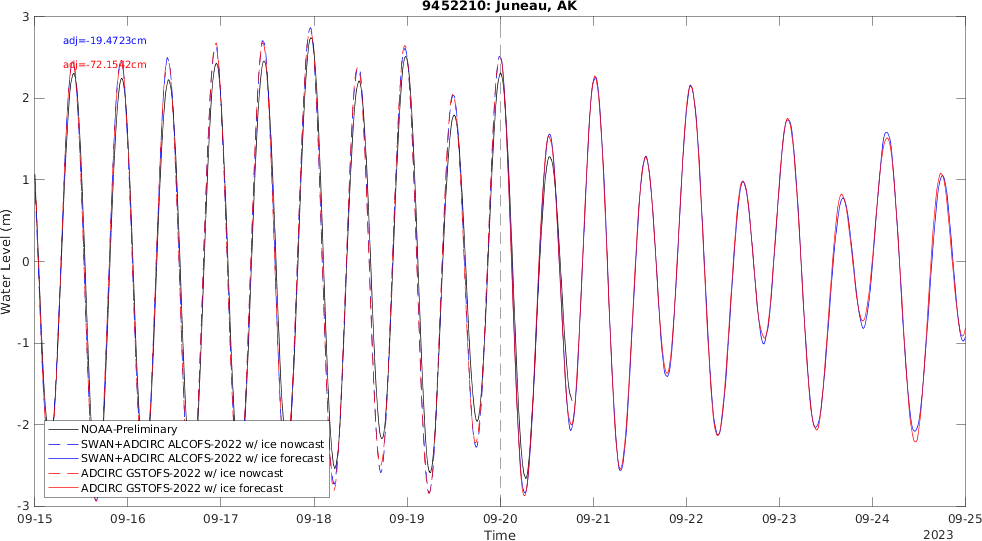 9452210: Juneau, AK
adj=-19.4723cm
adj=-72.1542cm
3
2
1
0
-1
-2
-3
Water Level (m)
NOAA-Preliminary
SWAN+ADCIRC ALCOFS-2022 w/ ice nowcast
SWAN+ADCIRC ALCOFS-2022 w/ ice forecast
ADCIRC GSTOFS-2022 w/ ice nowcast
ADCIRC GSTOFS-2022 w/ ice forecast
09-15 09-16 09-17 09-18 09-19 09-20 09-21 09-22 09-23 09-24 09-25
Time
2023